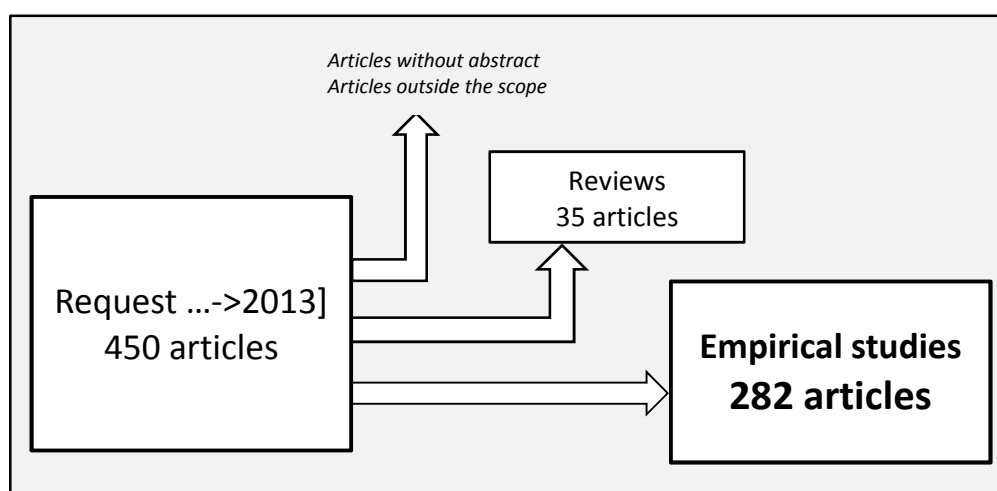 Articles without abstract
Articles outside the scope
Reviews
35 articles
Request ...->2013]
450 articles
Empirical studies
282 articles